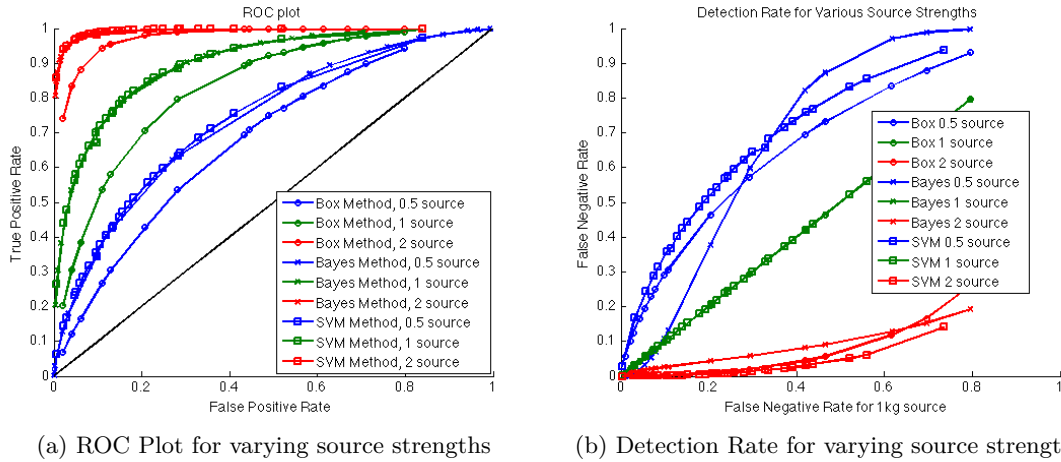 ROC plot
True Positive Rate
1
0.9
0.8
0.7
0.6
0.5
0.4
0.3
0.2
0.1
0
0
0.2
0.4
0.6
0.8
1
False Positive Rate
Box Method, 0.5 source
Box Method, 1 source
Box Method, 2 source
Bayes Method, 0.5 source
Bayes Method, 1 source
Bayes Method, 2 source
SVM Method, 0.5 source
SVM Method, 1 source
SVM Method, 2 source
(a) ROC Plot for varying source strengths
Detection Rate for Various Source Strengths
False Negative Rate
1
0.9
0.8
0.7
0.6
0.5
0.4
0.3
0.2
0.1
0
0
0.2
0.4
0.6
0.8
1
False Negative Rate for 1kg source
Box 0.5 source
Box 1 source
Box 2 source
Bayes 0.5 source
Bayes 1 source
Bayes 2 source
SVM 0.5 source
SVM 1 source
SVM 2 source
(b) Detection Rate for varying source strengt